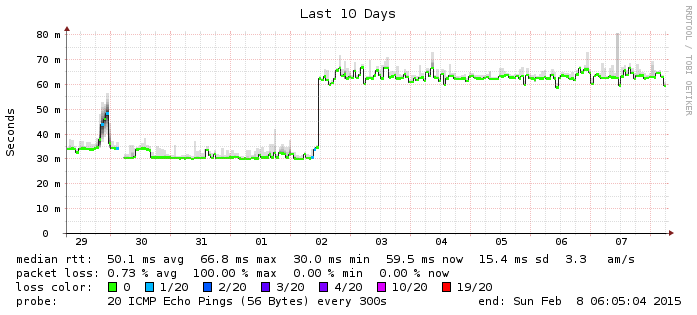 Last 10 Days
RRDTOOL / TOBI OETIKER
Seconds
80 m
70 m
60 m
50 m
40 m
30 m
20 m
10 m
0
29 30 31 01 02 03 04 05 06 07
median rtt: 50.1 ms avg 66.8 ms max 30.0 ms min 59.5 ms now 15.4 ms sd 3.3 am/s
packet loss: 0.73 % avg 100.00 % max 0.00 % min 0.00 % now
loss color: 0 1/20 2/20 3/20 4/20 10/20 19/20
probe: 20 ICMP Echo Pings (56 Bytes) every 300s end: Sun Feb 8 06:05:04 2015